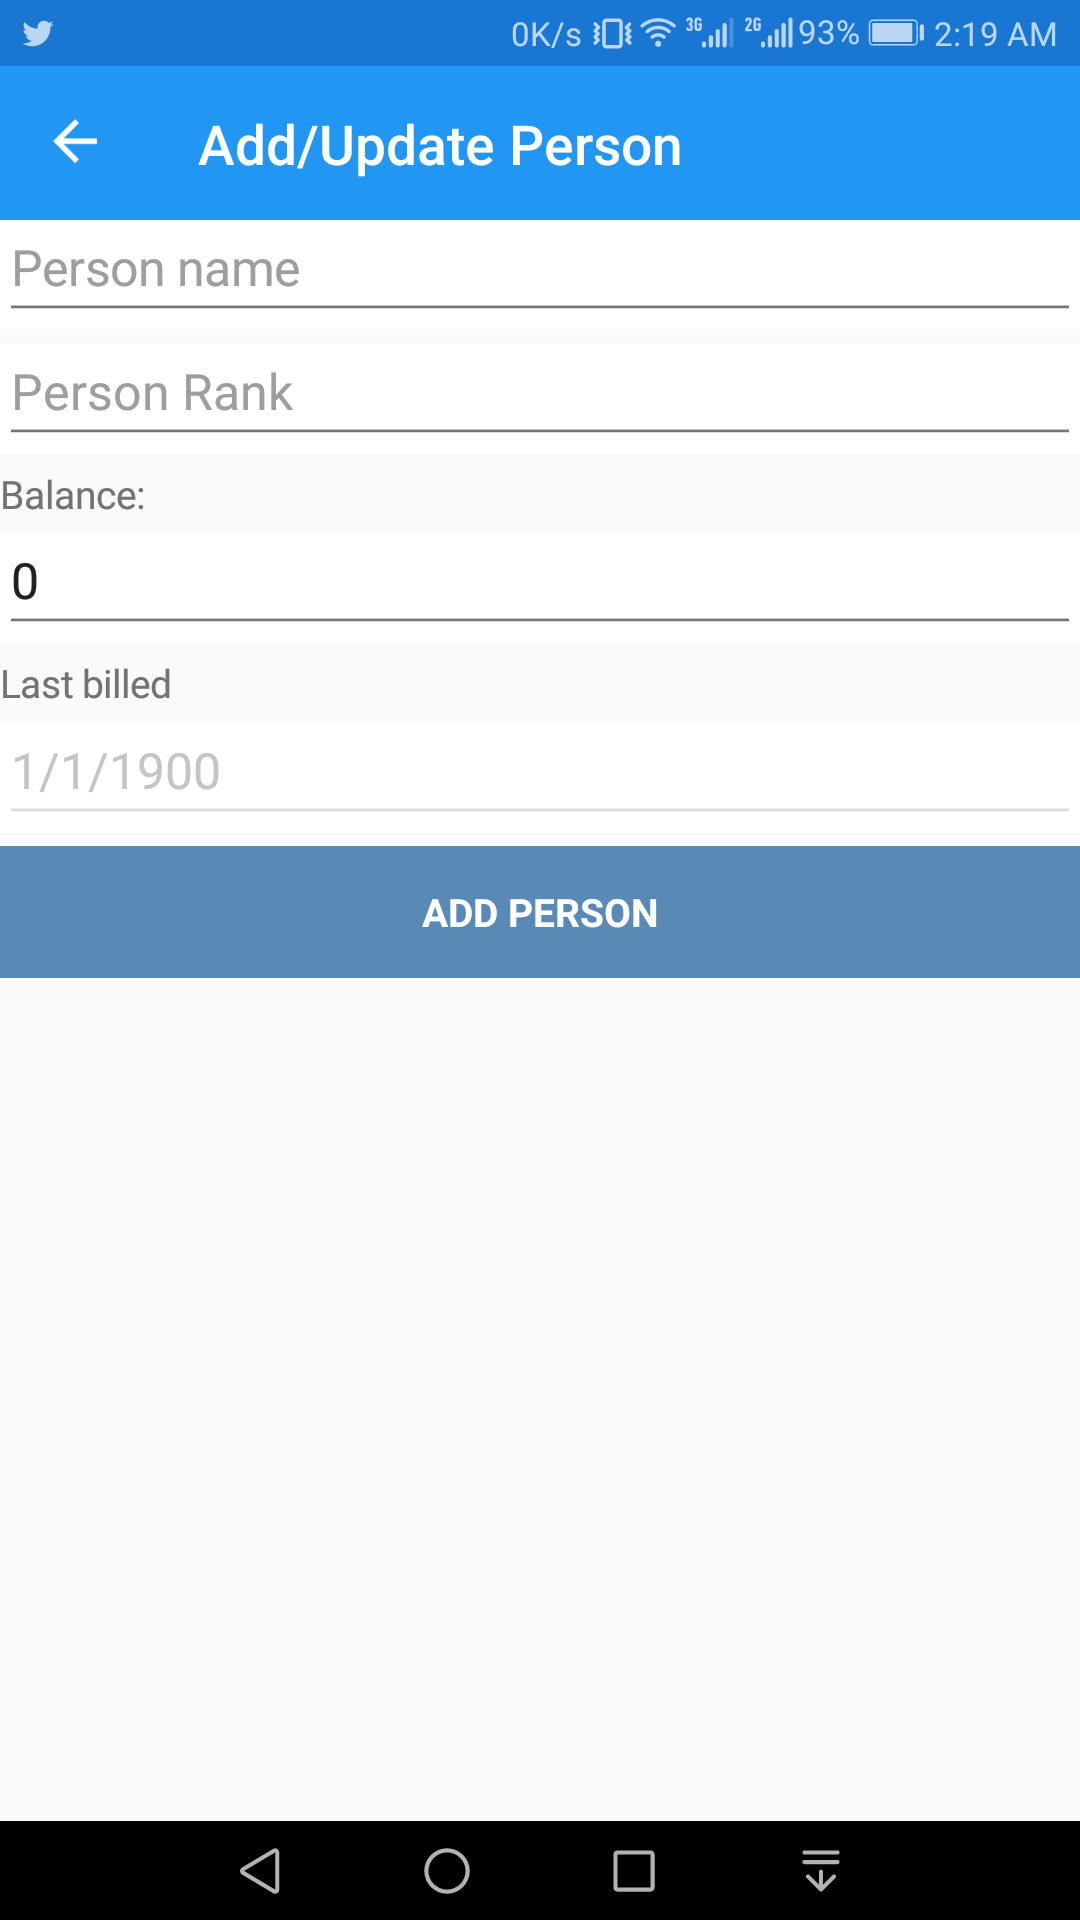 0K/s 3G 2G 93% 2:19 AM
Add/Update Person
Person name
Person Rank
Balance:
0
Last billed
1/1/1900
ADD PERSON